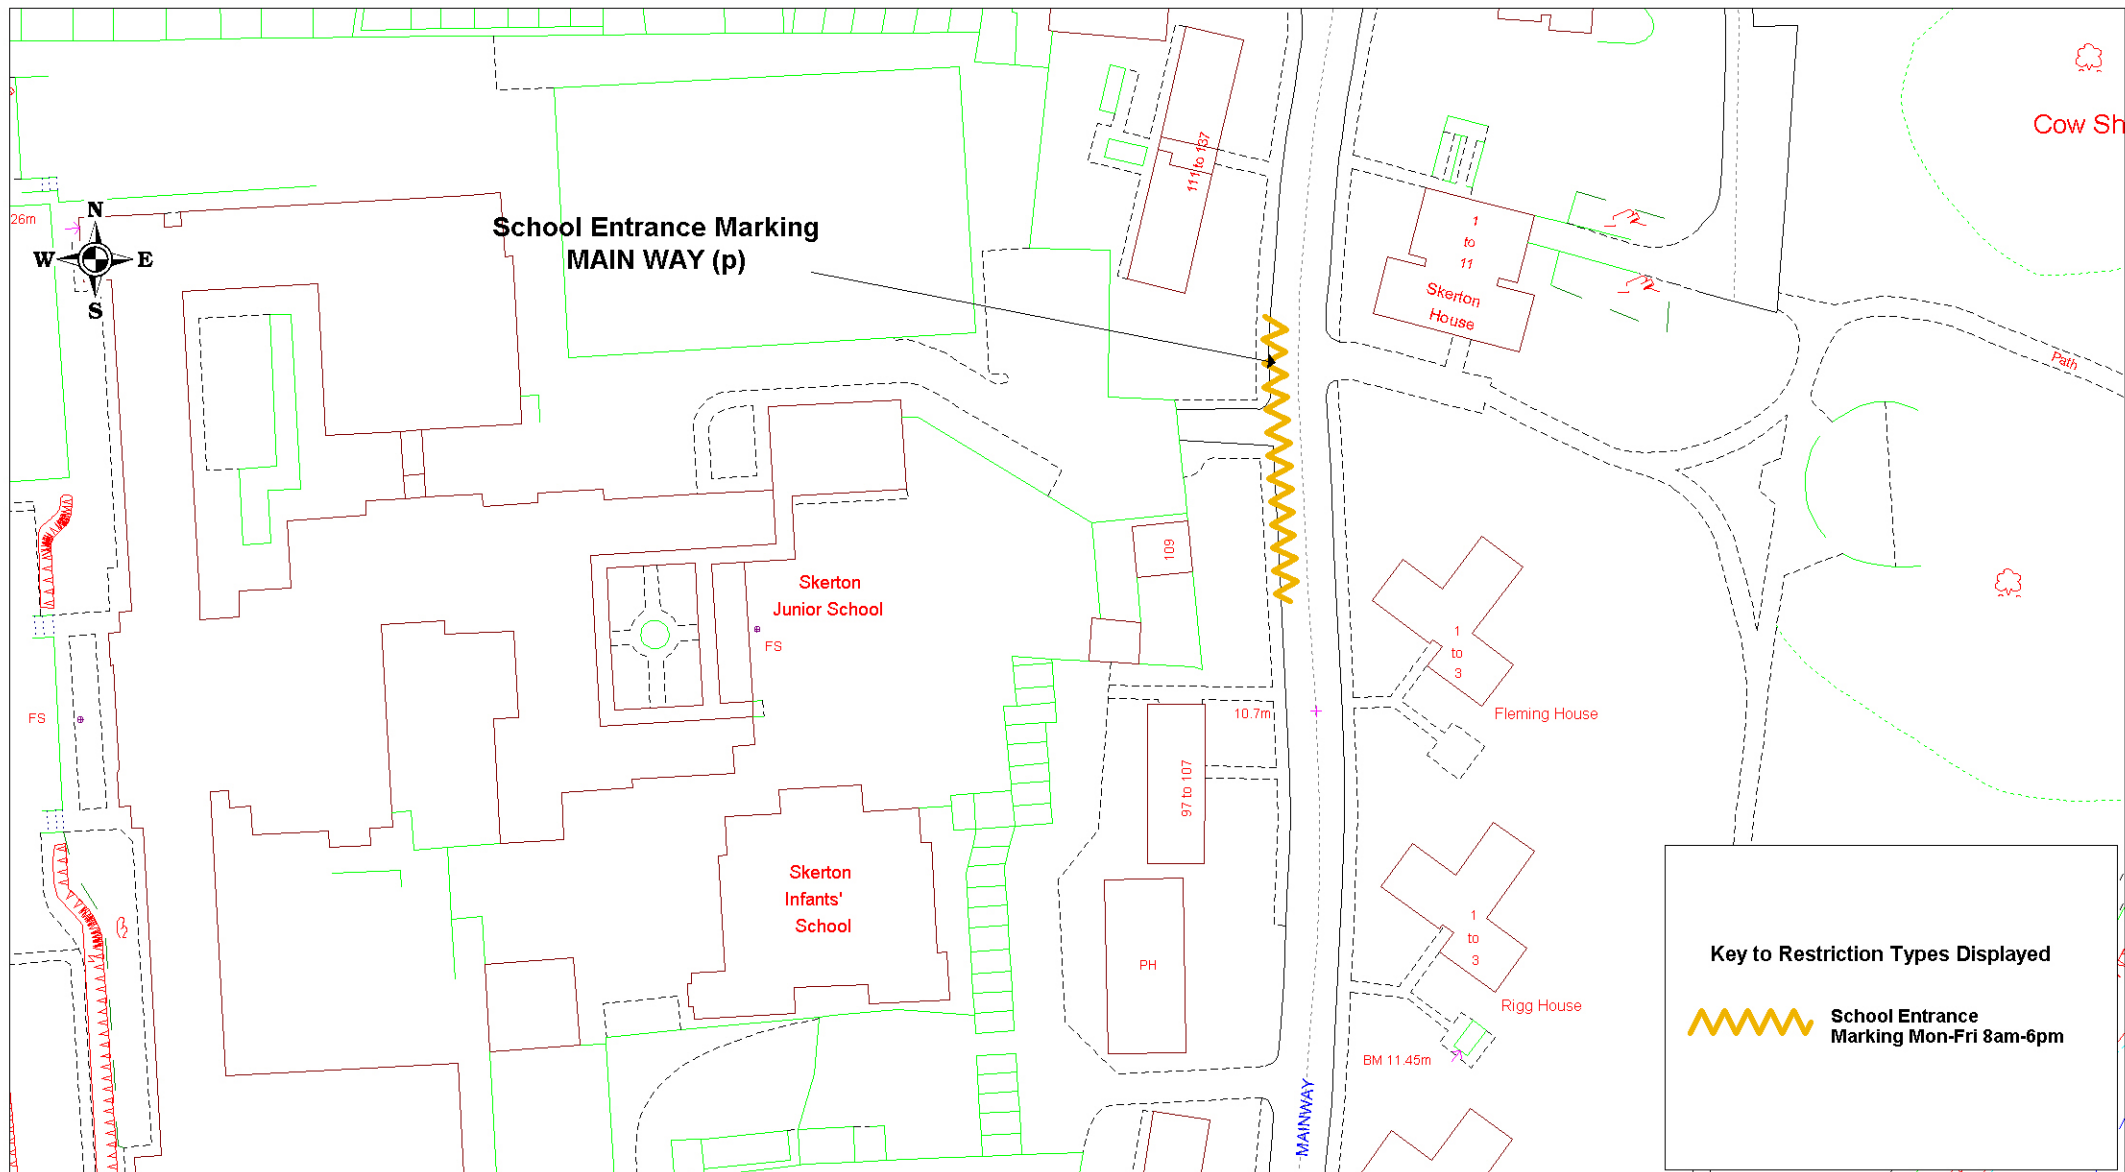 Cow Sh
111 to 137
26m
N
W
E
S
School Entrance Marking
MAIN WAY (p)
1
to
11
Skerton
House
Path
109
Skerton
Junior School
FS
1
to
3
Fleming House
FS
10.7m
97 to 107
Skerton
Infants'
School
PH
1
to
3
Rigg House
BM 11.45m
MAINWAY
Key to Restriction Types Displayed
School Entrance
Marking Mon-Fri 8am-6pm